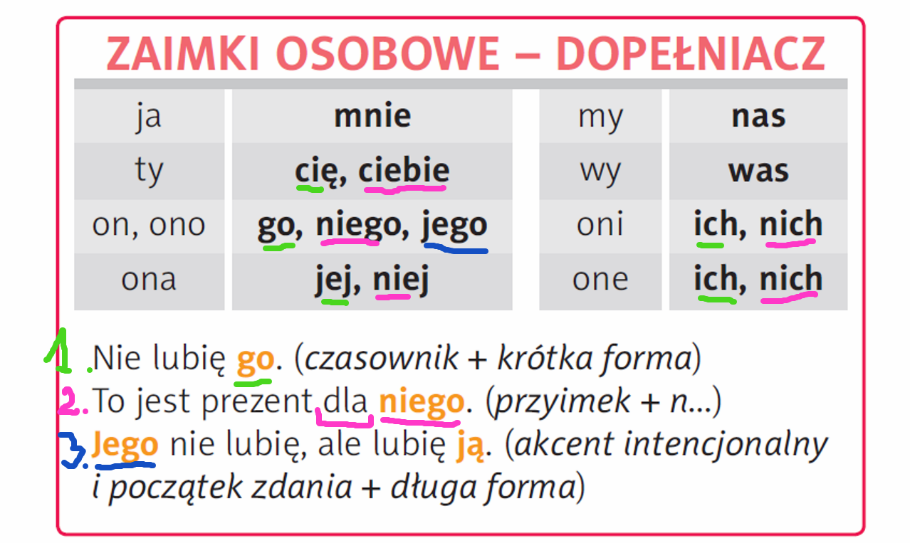 ZAIMKI OSOBOWE – DOPEŁNIACZ
ja mnie my nas
ty cię, ciebie wy was
on, ono go, niego, jego oni ich, nich
ona jej, niej one ich, nich
1. Nie lubię go. (czasownik + krótka forma)
2. To jest prezent dla niego. (przyimek + n...)
3. Jego nie lubię, ale lubię ją. (akcent intencjonalny
i początek zdania + długa forma)